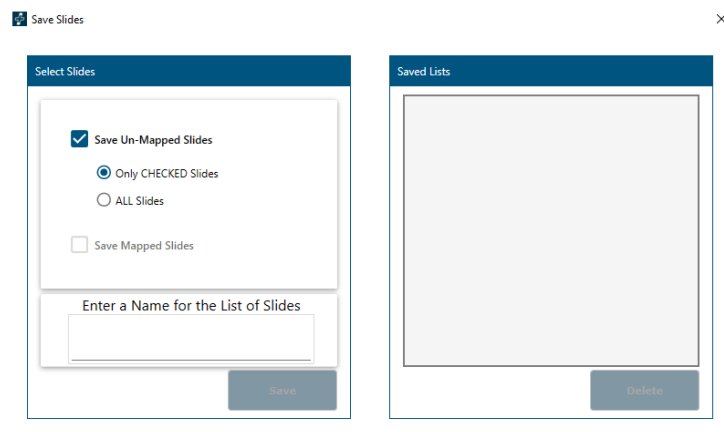 Save Slides
Select Slides
Save Un-Mapped Slides
Only CHECKED Slides
ALL Slides
Save Mapped Slides
Enter a Name for the List of Slides
Save
Saved Lists
Delete